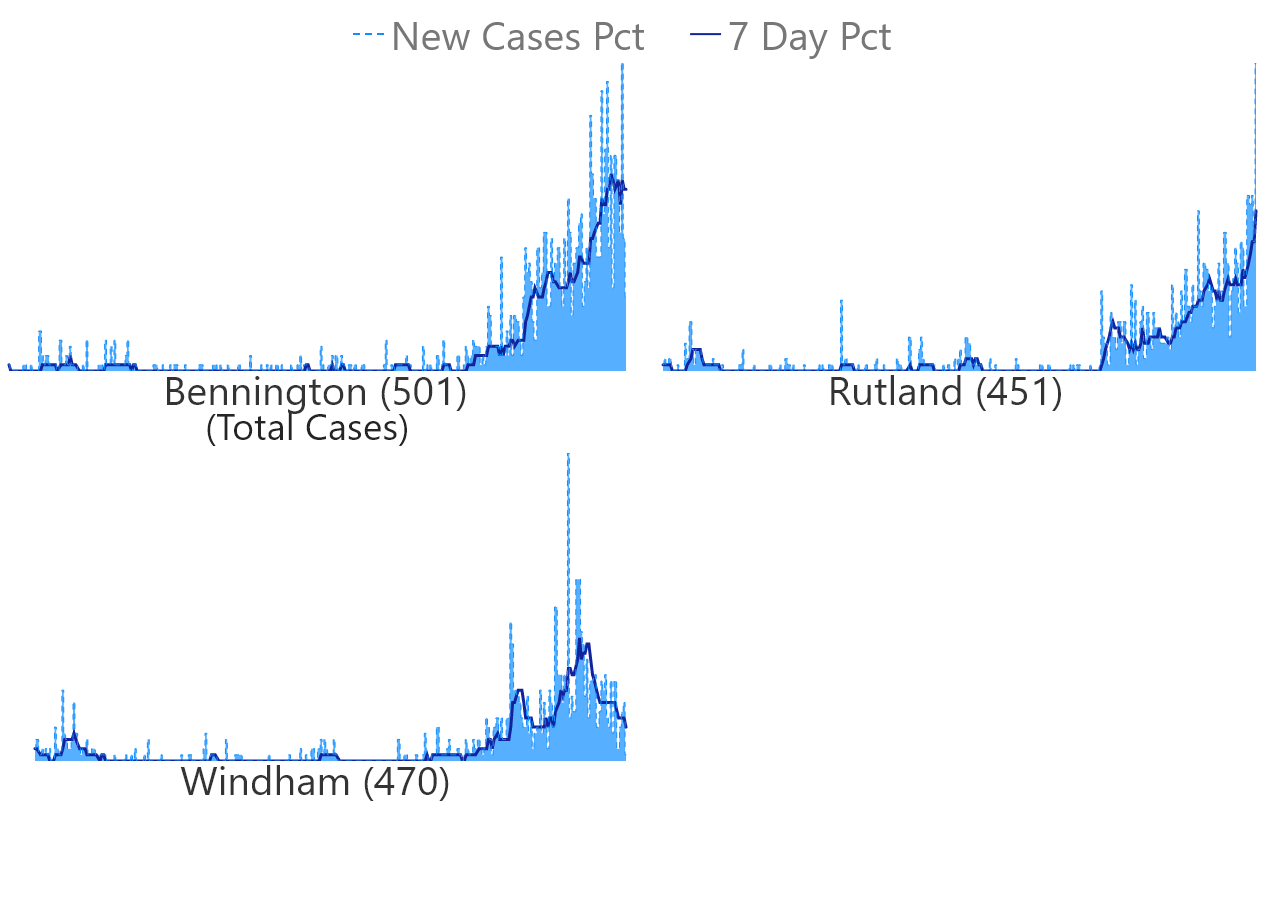 New Cases Pct 7 Day Pct
Bennington (501)
(Total Cases)
Rutland (451)
Windham (470)